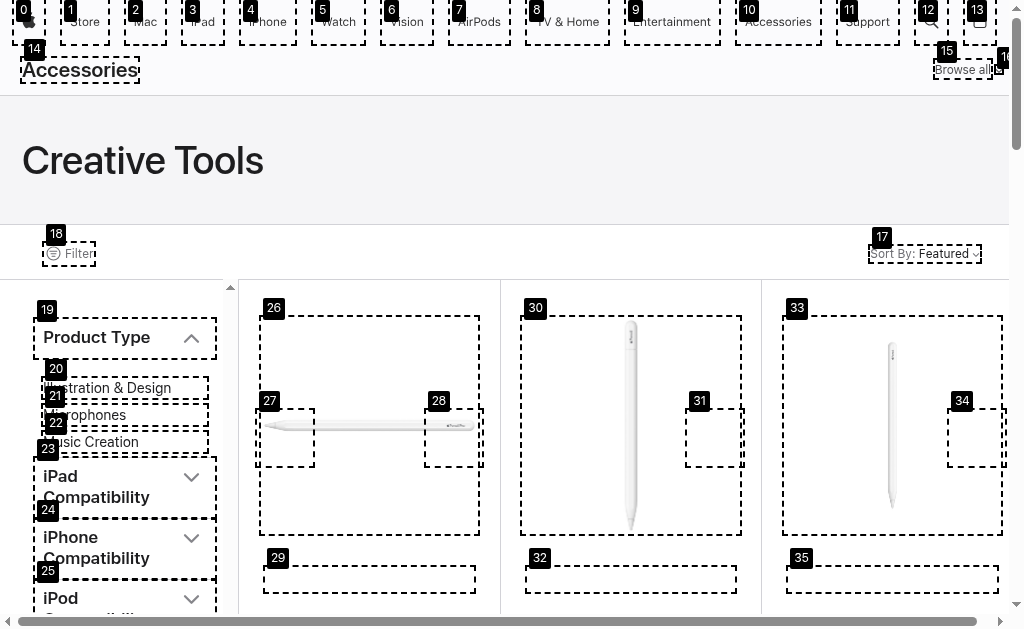 0
1
2
3
4
5
6
7
8
9
10
11
12
13
Store
Mac
iPad
iPhone
Watch
Vision
AirPods
TV & Home
Entertainment
Accessories
Support
14
Accessories
15
Browse all
Creative Tools
18
Filter
17
Sort By: Featured
19
Product Type
20
Illustration & Design
21
Microphones
22
Music Creation
23
iPad
Compatibility
24
iPhone
Compatibility
25
iPod
26
27
28
29
30
31
32
33
34
35